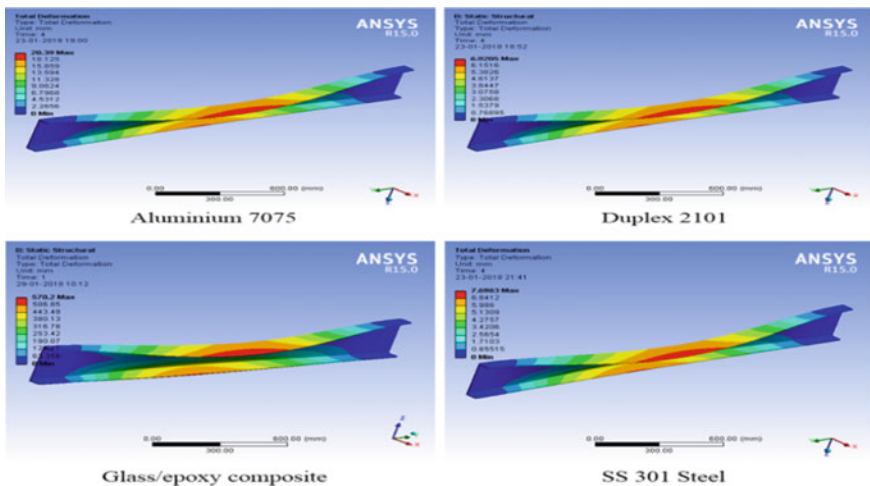 Total Deformation
Type: Total Deformation
Unit: mm
Time: 4
23-01-2018 19:00
20.39 Max
18.125
15.859
13.594
11.328
9.0624
6.7968
4.5312
2.2656
0 Min
ANSYS
R15.0
0.00
600.00 (mm)
300.00
Aluminium 7075
B: Static Structural
Total Deformation
Type: Total Deformation
Unit: mm
Time: 4
23-01-2018 18:52
Max
6.1516
5.3826
4.6137
3.8447
3.0758
2.3068
1.5379
0.76895
0 Min
ANSYS
R15.0
0.00
600.00 (mm)
300.00
Duplex 2101
B: Static Structural
Total Deformation
Type: Total Deformation
Unit: mm
Time: 1
29-01-2018 10:12
570.2 Max
506.85
443.49
380.13
316.78
253.42
190.07
0 Min
ANSYS
R15.0
0.00
600.00 (mm)
300.00
Glass/epoxy composite
Total Deformation
Type: Total Deformation
Unit: mm
Time: 4
23-01-2018 21:41
7.6963 Max
6.8412
5.986
5.1309
4.2757
3.4206
2.5654
1.7103
0.85515
0 Min
ANSYS
R15.0
0.00
600.00 (mm)
300.00
SS 301 Steel